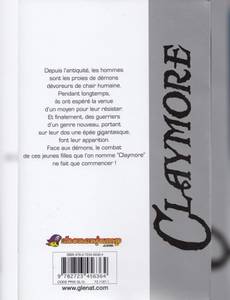 Depuis l'antiquité, les hommes
sont les proies de démons
dévoreurs de chair humaine.
Pendant longtemps,
ils ont espéré la venue
d'un moyen pour leur résister.
Et finalement, des guerriers
d'un genre nouveau, portant
sur leur dos une épée gigantesque,
font leur apparition.
Face aux démons, le combat
de ces jeunes filles que l'on nomme "Claymore"
ne fait que commencer !
CLAYMORE
www.glenat.com